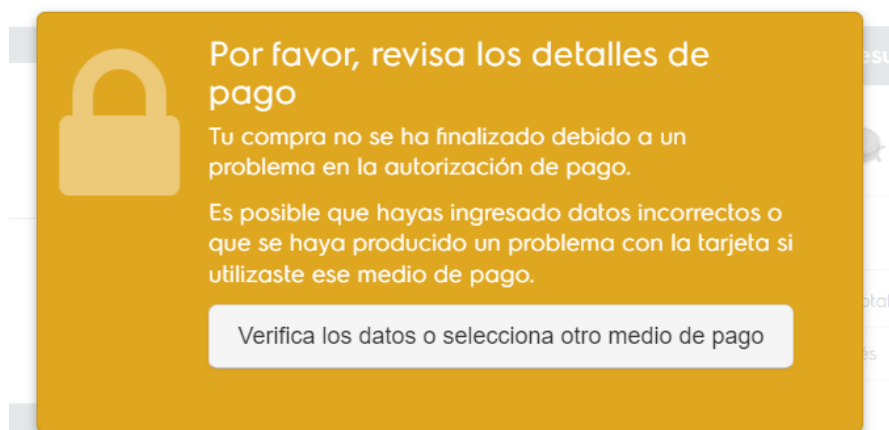 Por favor, revisa los detalles de
pago
Tu compra no se ha finalizado debido a un
problema en la autorización de pago.
Es posible que hayas ingresado datos incorrectos o
que se haya producido un problema con la tarjeta si
utilizaste ese medio de pago.
Verifica los datos o selecciona otro medio de pago